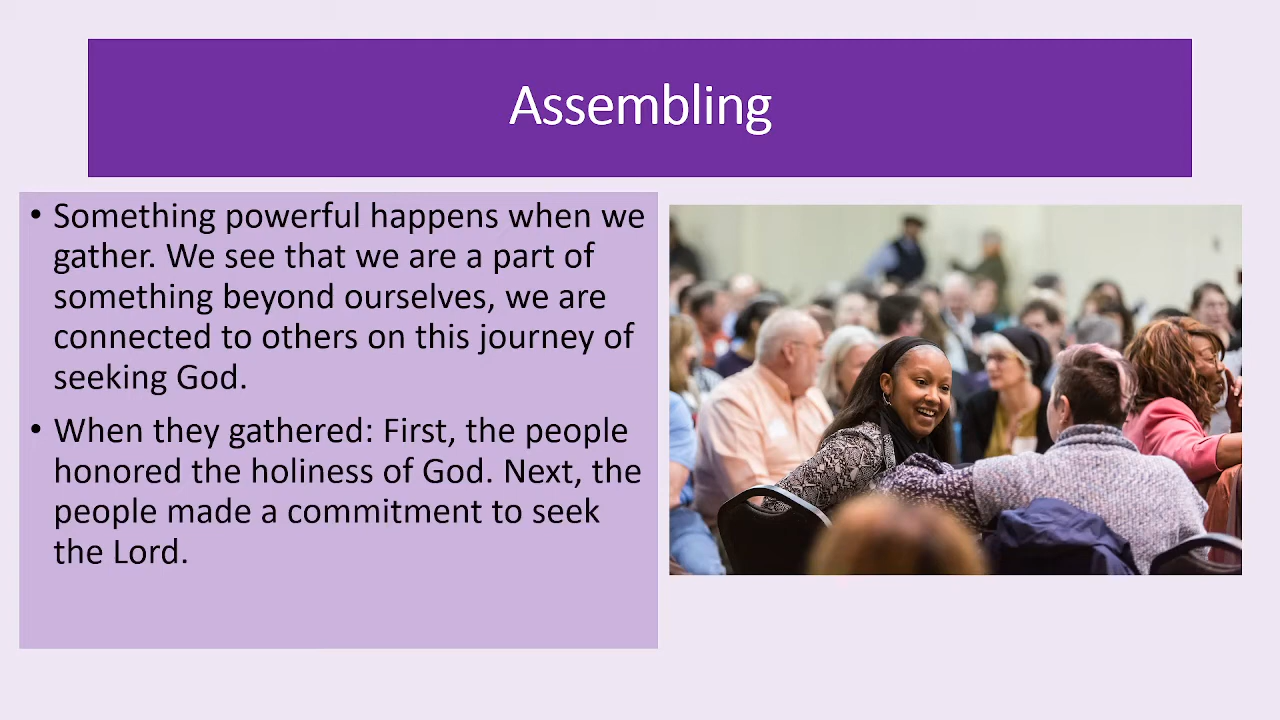 Assembling
• Something powerful happens when we
gather. We see that we are a part of
something beyond ourselves, we are
connected to others on this journey of
seeking God.
• When they gathered: First, the people
honored the holiness of God. Next, the
people made a commitment to seek
the Lord.